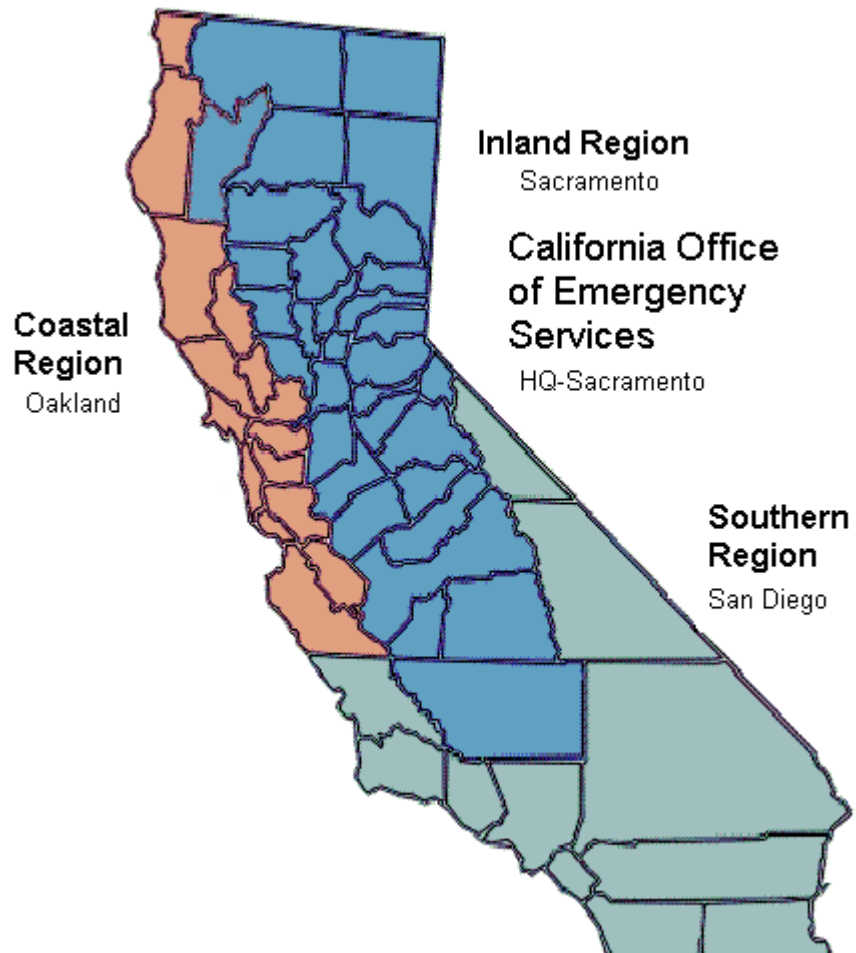 Inland Region
Sacramento
California Office
of Emergency
Services
HQ-Sacramento
Coastal
Region
Oakland
Southern
Region
San Diego